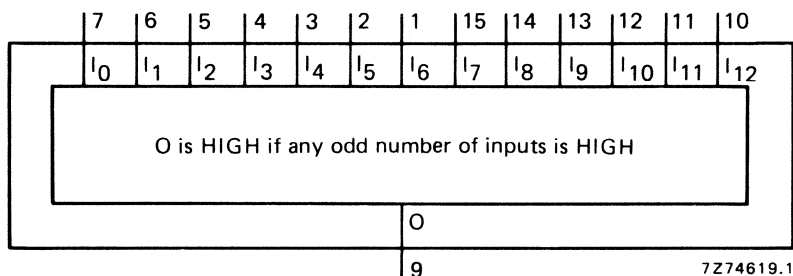 7 6 5 4 3 2 1 15 14 13 12 11 10
I0 I1 I2 I3 I4 I5 I6 I7 I8 I9 I10 I11 I12
O is HIGH if any odd number of inputs is HIGH
O
9
7Z74619.1